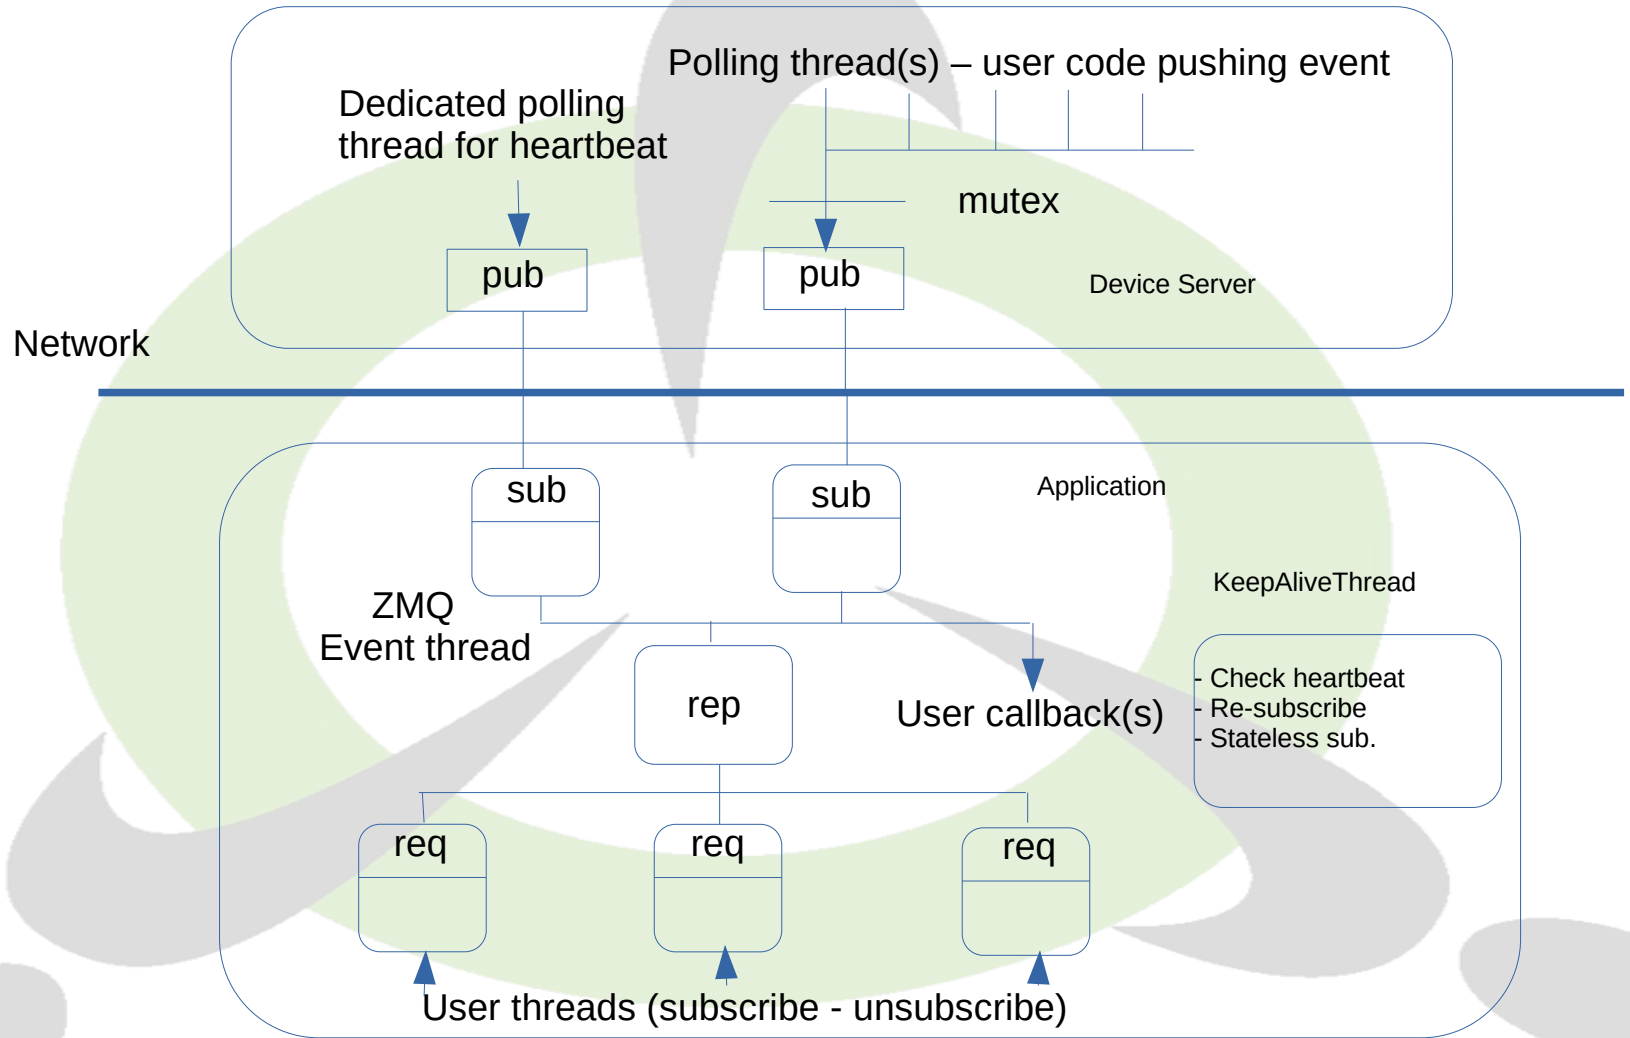 Polling thread(s) – user code pushing event
Dedicated polling
thread for heartbeat
mutex
pub
pub
Device Server
Network
sub
sub
Application
ZMQ
Event thread
KeepAliveThread
rep
User callback(s)
- Check heartbeat
- Re-subscribe
- Stateless sub.
req
req
req
User threads (subscribe - unsubscribe)